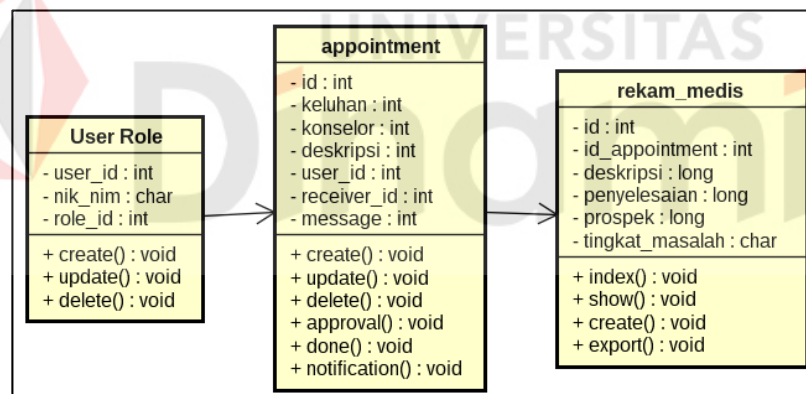 UNIVERSITAS
Dinami
User Role
- user_id : int
- nik_nim : char
- role_id : int
+ create() : void
+ update() : void
+ delete() : void
appointment
- id : int
- keluhan : int
- konselor : int
- deskripsi : int
- user_id : int
- receiver_id : int
- message : int
+ create() : void
+ update() : void
+ delete() : void
+ approval() : void
+ done() : void
+ notification() : void
rekam_medis
- id : int
- id_appointment : int
- deskripsi : long
- penyelesaian : long
- prospek : long
- tingkat_masalah : char
+ index() : void
+ show() : void
+ create() : void
+ export() : void